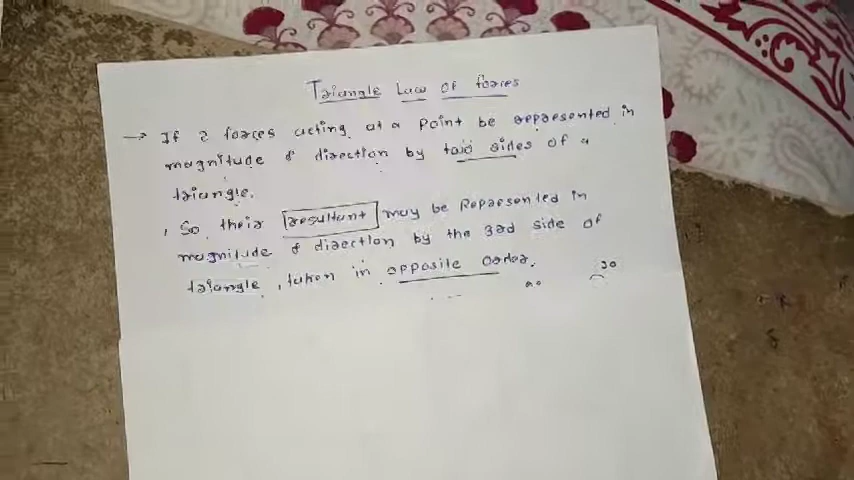 Triangle Law Of forces
→ If 2 forces acting at a point be represented in
magnitude & direction by two sides of a
triangle.
So their resultant may be Represented in
magnitude & direction by the 3rd side of
triangle, taken in opposite Order.